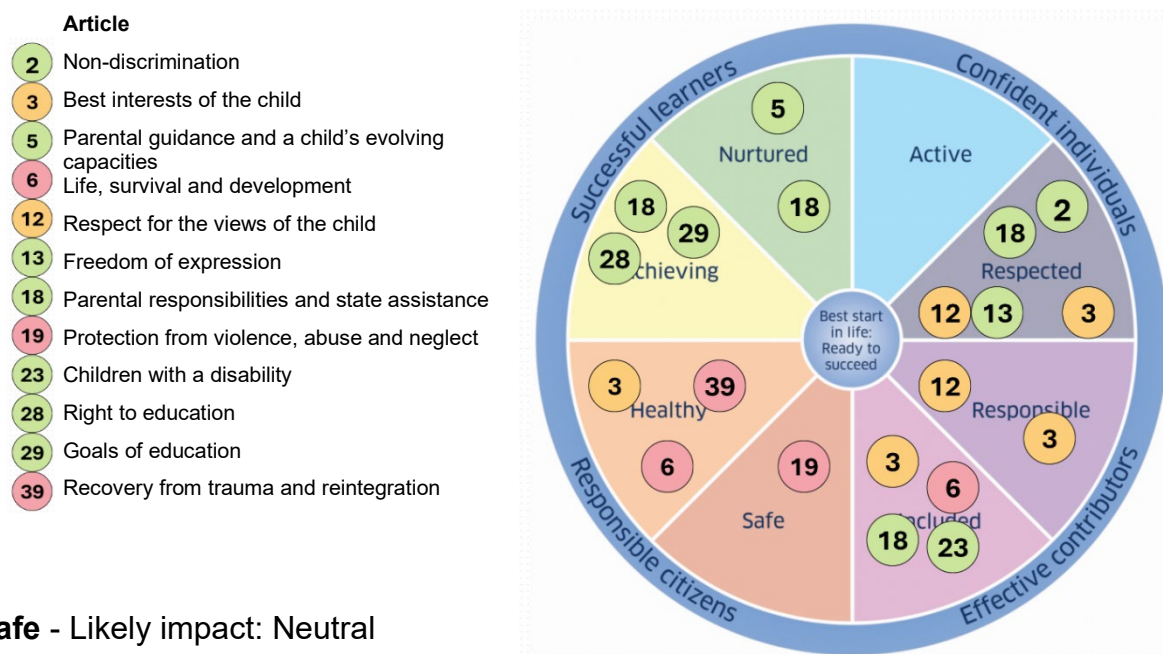 Article
2 Non-discrimination
3 Best interests of the child
5 Parental guidance and a child's evolving
capacities
6 Life, survival and development
12 Respect for the views of the child
13 Freedom of expression
18 Parental responsibilities and state assistance
19 Protection from violence, abuse and neglect
23 Children with a disability
28 Right to education
29 Goals of education
39 Recovery from trauma and reintegration
afe - Likely impact: Neutral
Successful learners
Confident individuals
5
Nurtured
18
Active
18
29
28
chieving
2
18
Respected
12
13
3
Best start
in life:
Ready to
succeed
3
39
Healthy
6
19
Safe
12
Responsible
3
3
6
Included
18
23
Responsible citizens
Effective contributors